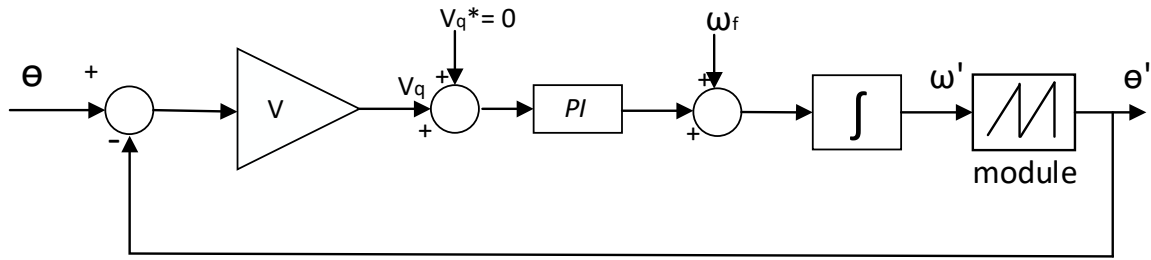 Vq*= 0
ωf
ɵ
+
-
V
Vq
+
+
PI
+
+
∫
ω'
module
ɵ'